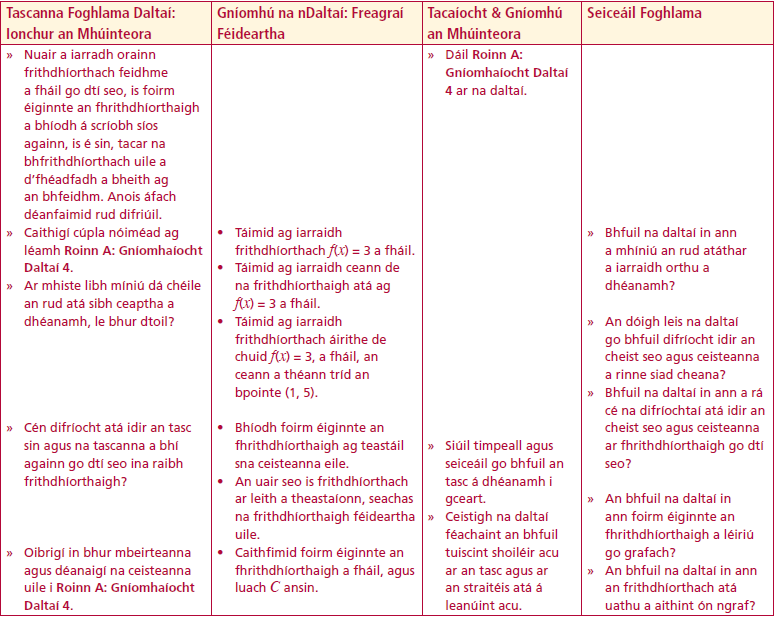 Tascanna Foghlama Daltaí:
Ionchur an Mhúinteora
» Nuair a iarradh orainn
frithdhíorthach feidhme
a fháil go dtí seo, is foirm
éiginnte an fhrithdhíorthaigh
a bhíodh á scríobh síos
againn, is é sin, tacar na
bhfrithdhíorthach uile a
d'fhéadfadh a bheith ag
an bhfeidhm. Anois áfach
déanfaimid rud difriúil.
» Caithigí cúpla nóiméad ag
léamh Roinn A: Gníomhaíocht
Daltaí 4.
» Ar mhiste libh míniú dá chéile
an rud atá sibh ceaptha a
dhéanamh, le bhur dtoil?
» Cén difríocht atá idir an tasc
sin agus na tascanna a bhí
againn go dtí seo ina raibh
frithdhíorthaigh?
» Oibrigí in bhur mbeirteanna
agus déanaigí na ceisteanna
uile i Roinn A: Gníomhaíocht
Daltaí 4.
Gníomhú na nDaltaí: Freagraí
Féideartha
• Táimid ag iarraidh
frithdhíorthach f(x) = 3 a fháil.
• Táimid ag iarraidh ceann de
na frithdhíorthaigh atá ag
f(x) = 3 a fháil.
• Táimid ag iarraidh
frithdhíorthach áirithe de
chuid f(x) = 3, a fháil, an
ceann a théann tríd an
bpointe (1, 5).
• Bhíodh foirm éiginnte an
fhrithdhíorthaigh ag teastáil
sna ceisteanna eile.
• An uair seo is frithdhíorthach
ar leith a theastaíonn, seachas
na frithdhíorthaigh féideartha
uile.
• Caithfimid foirm éiginnte an
fhrithdhíorthaigh a fháil, agus
luach C ansin.
Tacaíocht & Gníomhú
an Mhúinteora
» Dáil Roinn A:
Gníomhaíocht Daltaí
4 ar na daltaí.
» Siúil timpeall agus
seiceáil go bhfuil an
tasc á dhéanamh i
gceart.
» Ceistigh na daltaí
féachaint an bhfuil
tuiscint shoiléir acu
ar an tasc agus ar
an straitéis atá á
leanúint acu.
Seiceáil Foghlama
» Bhfuil na daltaí in ann
a mhíniú an rud atáthar
a iarraidh orthu a
dhéanamh?
» An dóigh leis na daltaí
go bhfuil difríocht idir an
cheist seo agus ceisteanna
a rinne siad cheana?
» Bhfuil na daltaí in ann a rá
cé na difríochtaí atá idir an
cheist seo agus ceisteanna
ar fhrithdhíorthaigh go dtí
seo?
» An bhfuil na daltaí in
ann foirm éiginnte an
fhrithdhíorthaigh a léiriú
go grafach?
» An bhfuil na daltaí in ann
an frithdhíorthach atá
uathu a aithint ón ngraf?